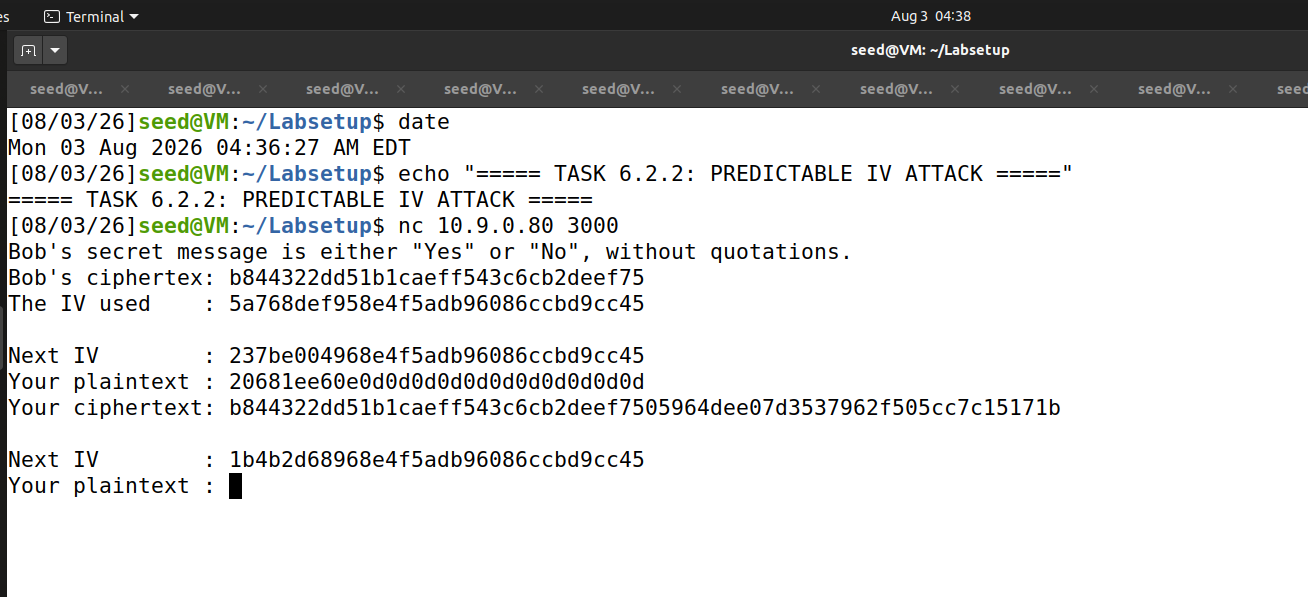 es Terminal Aug 3 04:38
seed@VM: ~/Labsetup
seed@V... × seed@V... × seed@V... × seed@V... × seed@V... × seed@V... × seed@V... × seed@V... × seed@V... × seed
[08/03/26]seed@VM:~/Labsetup$ date
Mon 03 Aug 2026 04:36:27 AM EDT
[08/03/26]seed@VM:~/Labsetup$ echo "===== TASK 6.2.2: PREDICTABLE IV ATTACK ====="
===== TASK 6.2.2: PREDICTABLE IV ATTACK =====
[08/03/26]seed@VM:~/Labsetup$ nc 10.9.0.80 3000
Bob's secret message is either "Yes" or "No", without quotations.
Bob's ciphertex: b844322dd51b1caeff543c6cb2deef75
The IV used    : 5a768def958e4f5adb96086ccbd9cc45
Next IV        : 237be004968e4f5adb96086ccbd9cc45
Your plaintext : 20681ee60e0d0d0d0d0d0d0d0d0d0d0d
Your ciphertext: b844322dd51b1caeff543c6cb2deef7505964dee07d3537962f505cc7c15171b
Next IV        : 1b4b2d68968e4f5adb96086ccbd9cc45
Your plaintext :